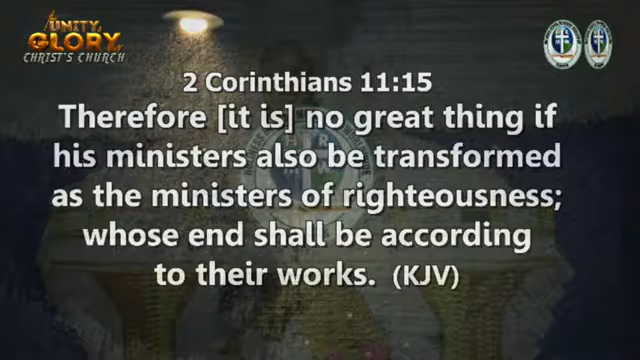 UNITY,
GLORY,
CHRIST'S CHURCH
2 Corinthians 11:15
Therefore [it is] no great thing if
his ministers also be transformed
as the ministers of righteousness;
whose end shall be according
to their works. (KJV)